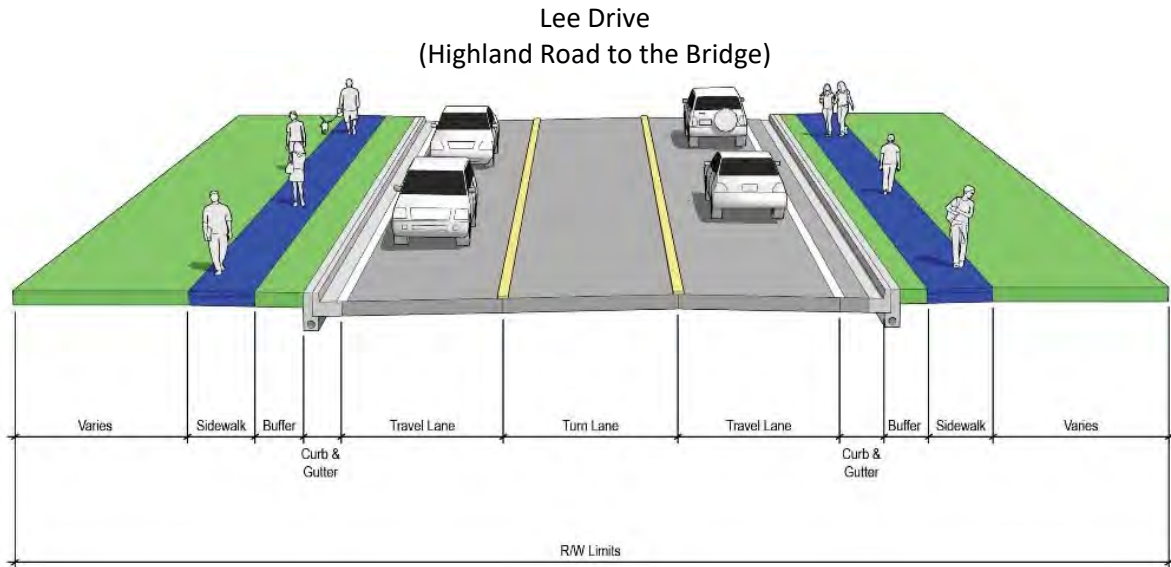 Lee Drive
(Highland Road to the Bridge)
Varies
Sidewalk
Buffer
Curb &
Gutter
Travel Lane
Turn Lane
Travel Lane
Curb &
Gutter
Buffer
Sidewalk
Varies
R/W Limits